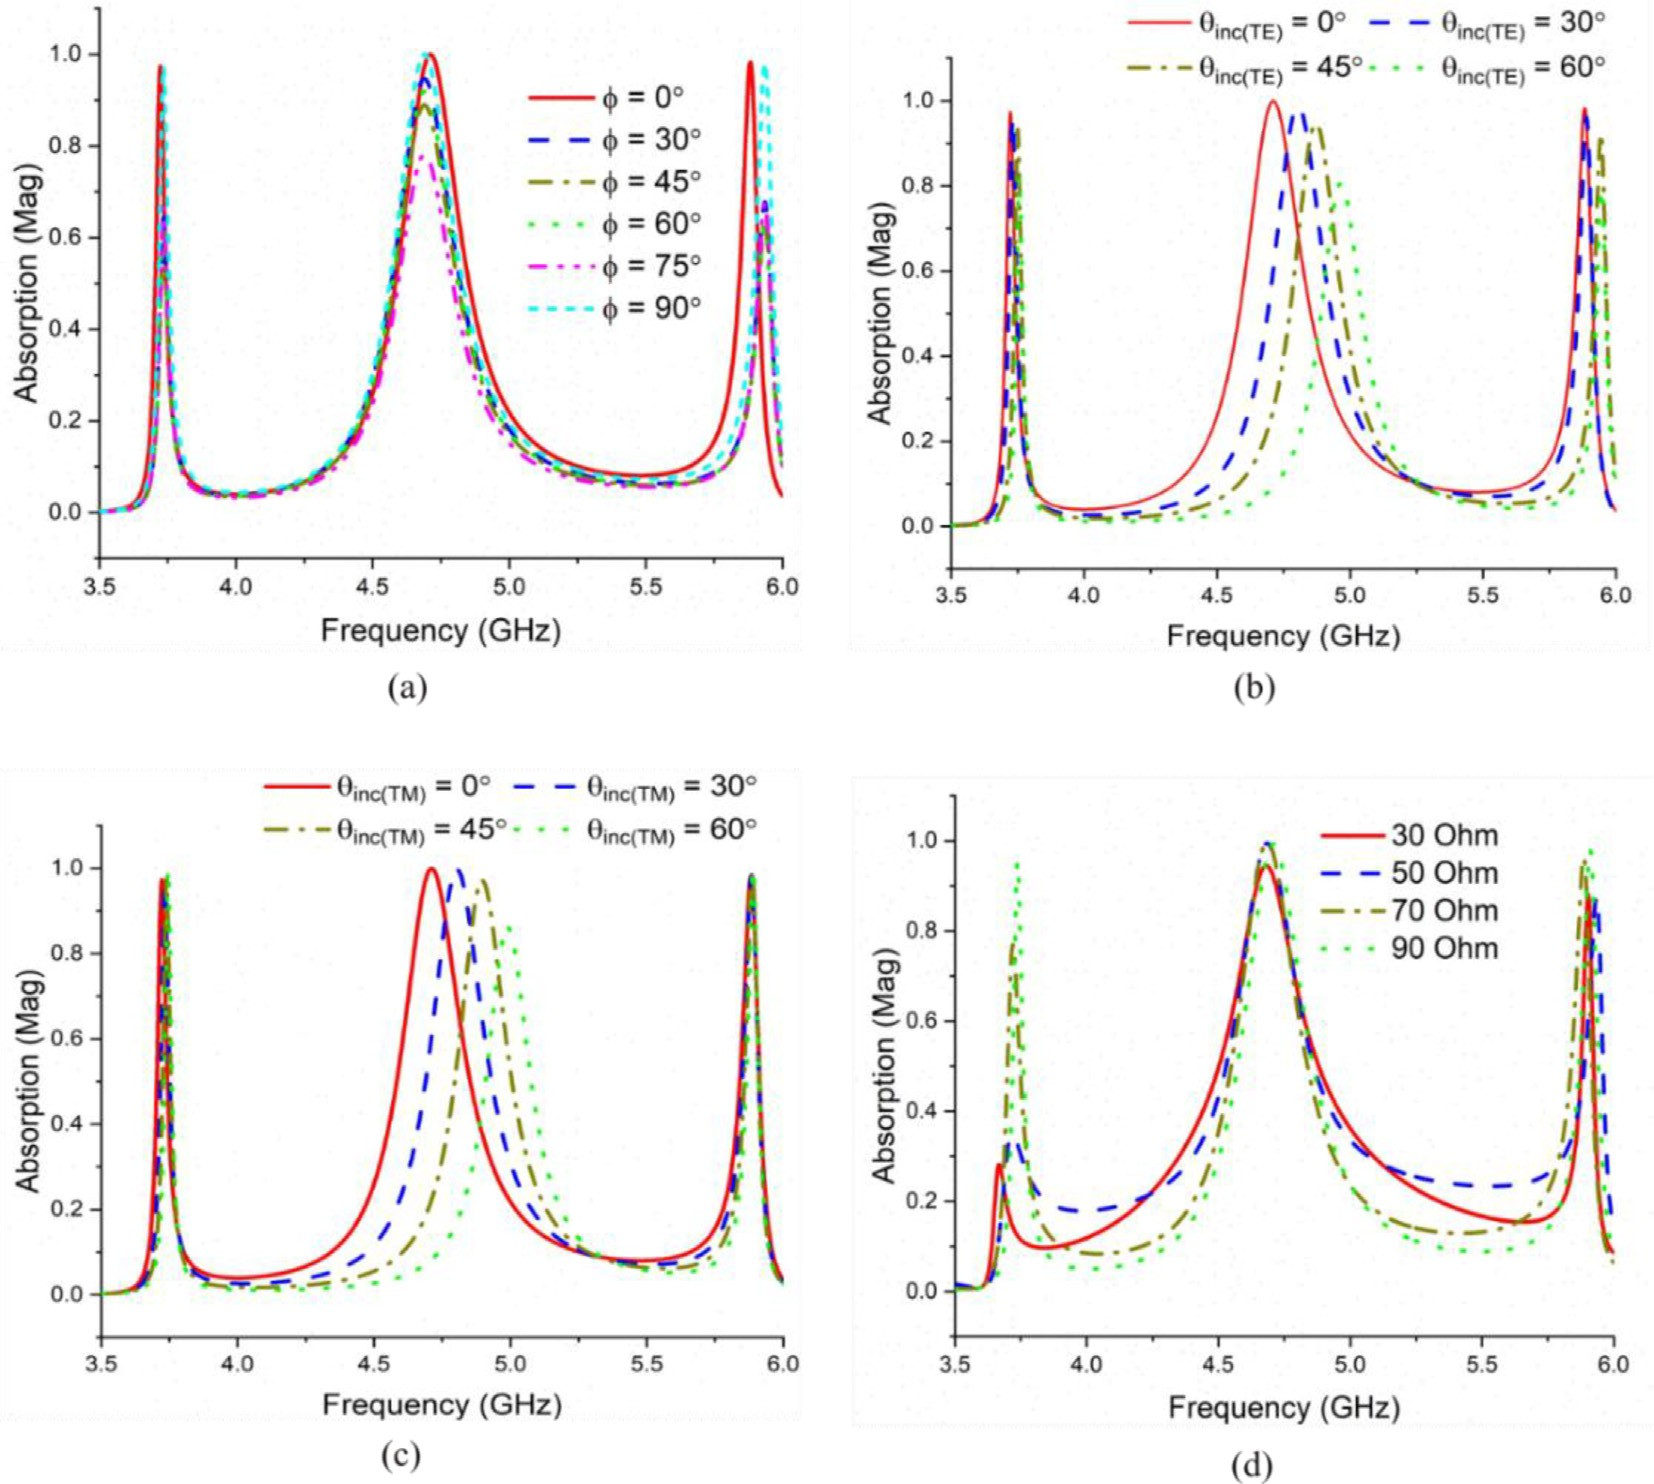 1.0
0.8
0.6
0.4
0.2
0.0
Absorption (Mag)
ϕ = 0°
ϕ = 30°
ϕ = 45°
ϕ = 60°
ϕ = 75°
ϕ = 90°
3.5 4.0 4.5 5.0 5.5 6.0
Frequency (GHz)
(a)
θinc(TE) = 0° θinc(TE) = 30°
θinc(TE) = 45° θinc(TE) = 60°
1.0
0.8
0.6
0.4
0.2
0.0
Absorption (Mag)
3.5 4.0 4.5 5.0 5.5 6.0
Frequency (GHz)
(b)
θinc(TM) = 0° θinc(TM) = 30°
θinc(TM) = 45° θinc(TM) = 60°
1.0
0.8
0.6
0.4
0.2
0.0
Absorption (Mag)
3.5 4.0 4.5 5.0 5.5 6.0
Frequency (GHz)
(c)
30 Ohm
50 Ohm
70 Ohm
90 Ohm
1.0
0.8
0.6
0.4
0.2
0.0
Absorption (Mag)
3.5 4.0 4.5 5.0 5.5 6.0
Frequency (GHz)
(d)